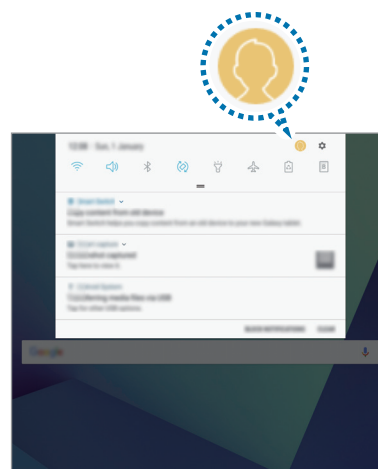 12:00 Sun, 1 January
Smart Switch
Copy content from old device
Smart Switch helps you copy content from an old device to your new Galaxy tablet.
Screenshot captured
Tap here to view it.
Android System
Transferring media files via USB
Tap for other USB options.
BLOCK NOTIFICATIONS CLEAR
Google